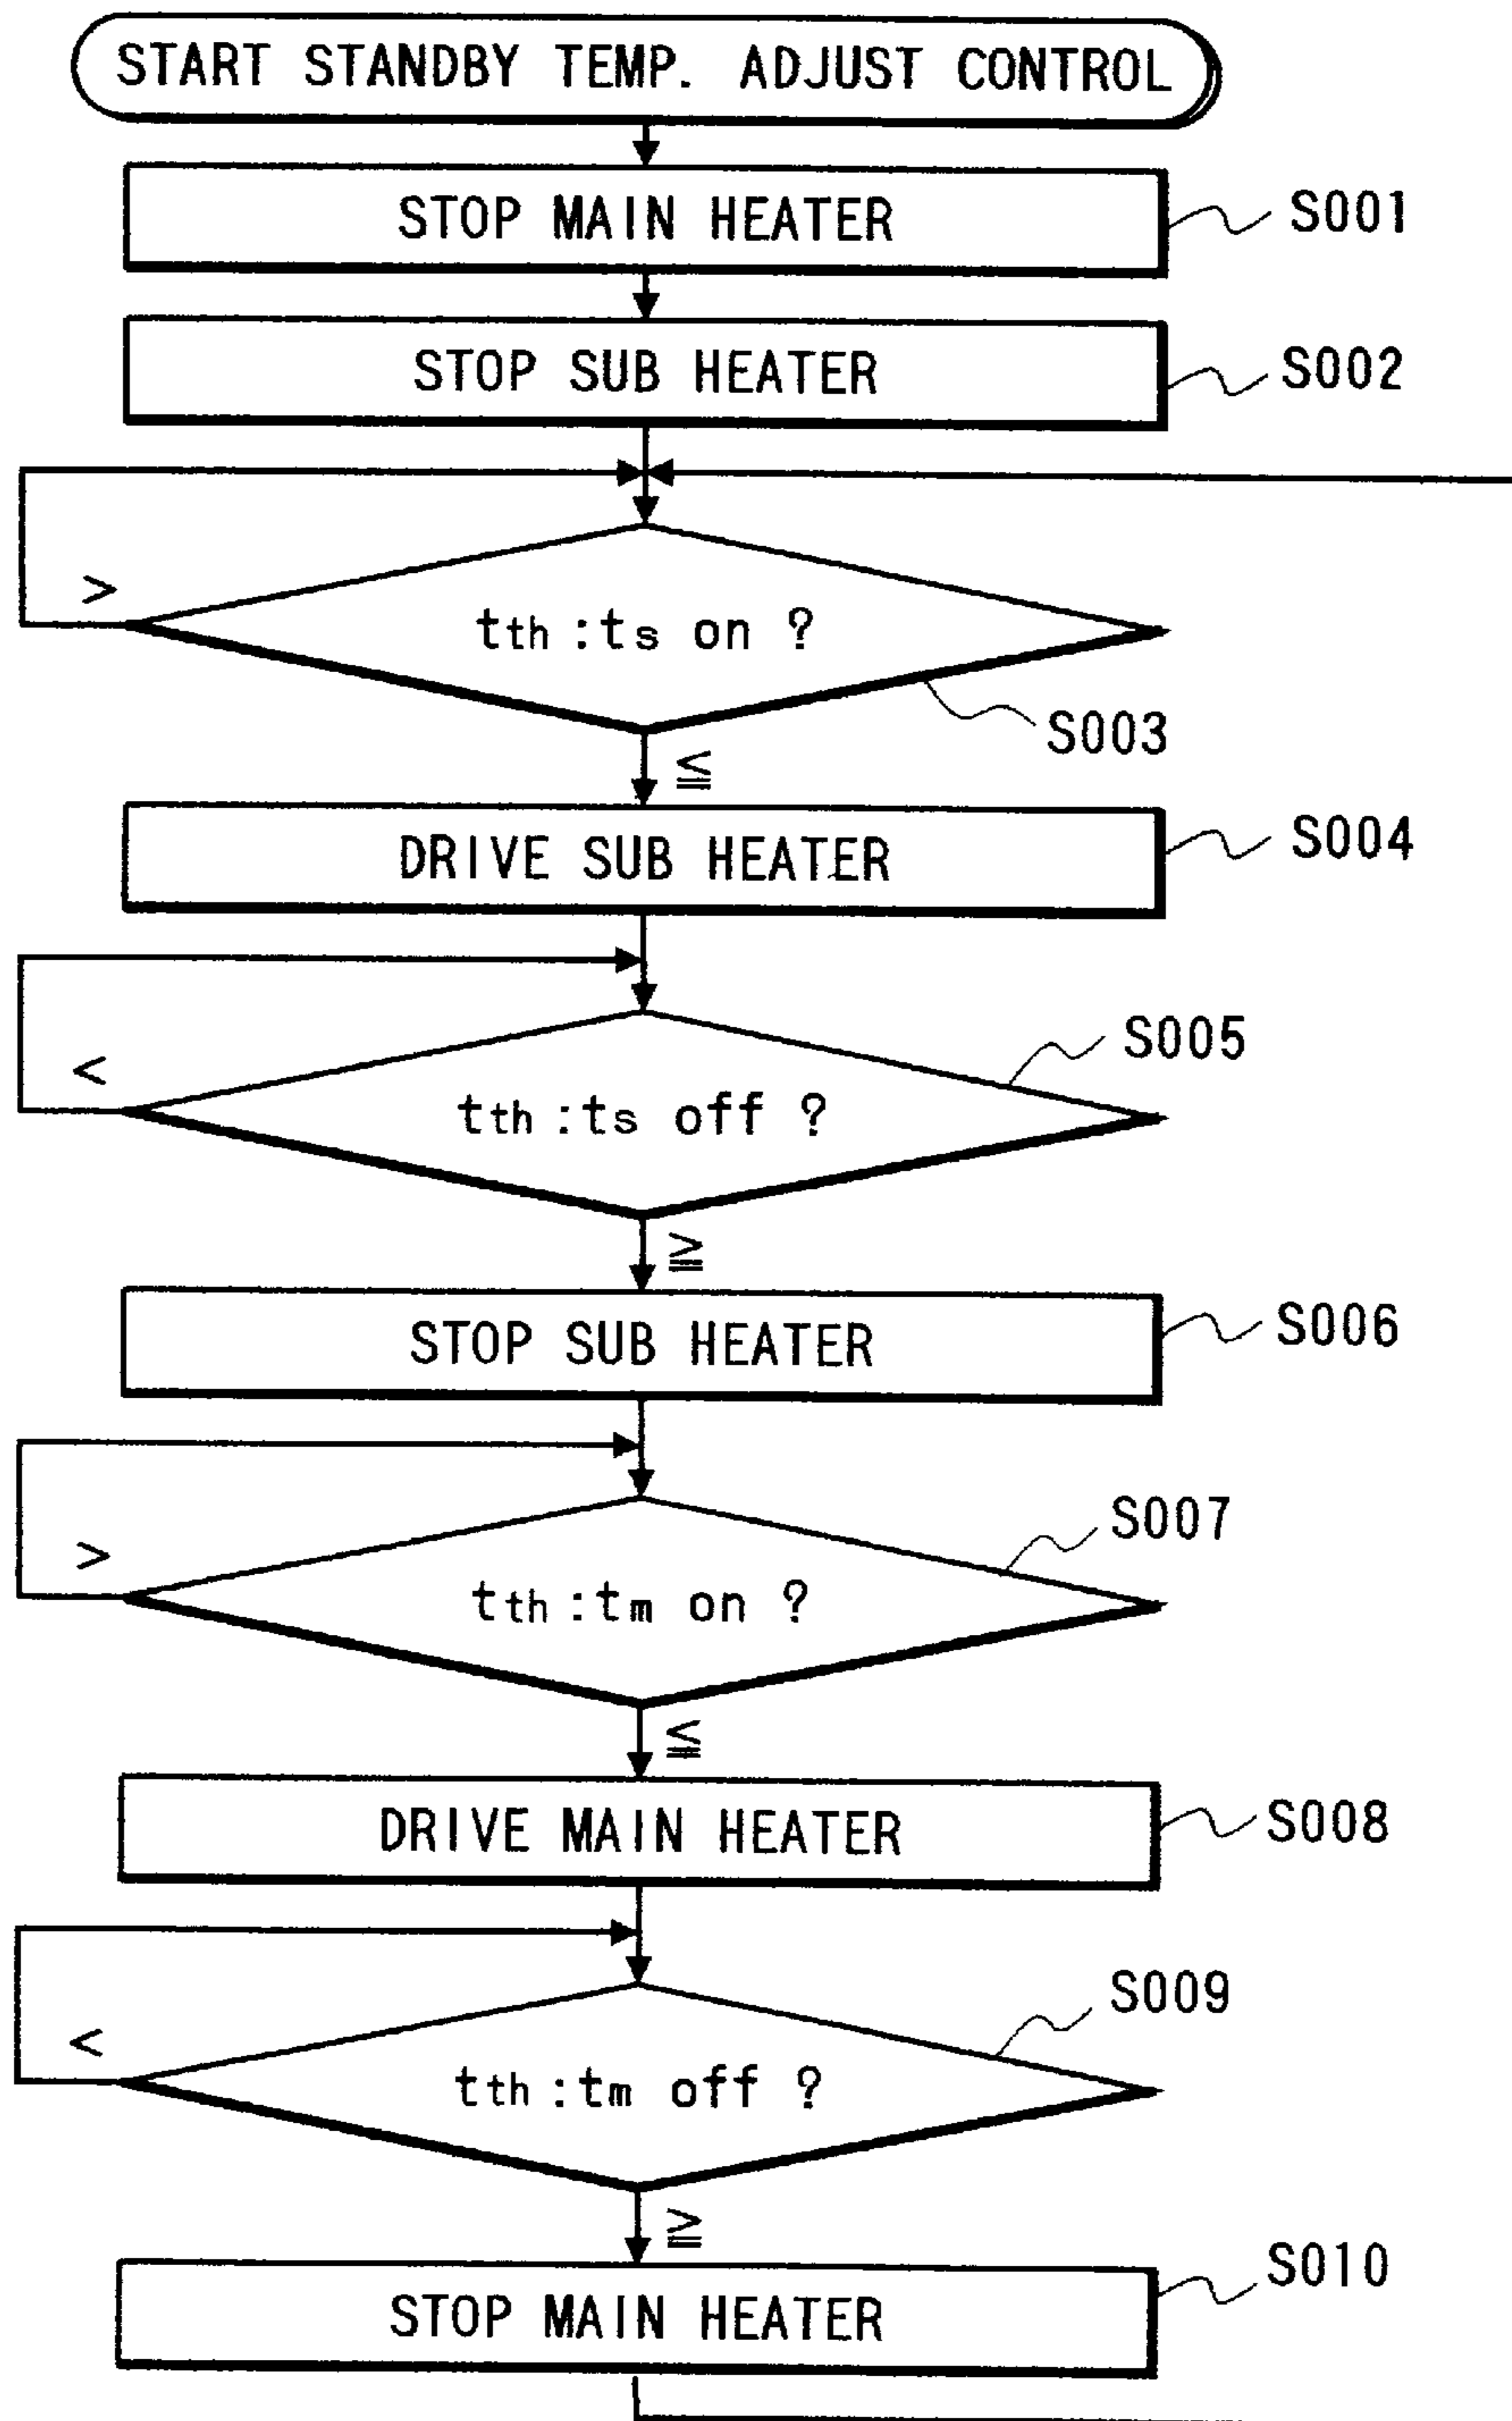 START STANDBY TEMP. ADJUST CONTROL
STOP MAIN HEATER
S001
STOP SUB HEATER
S002
>
tth :ts on ?
S003
≦
DRIVE SUB HEATER
S004
S005
<
tth :ts off ?
≧
STOP SUB HEATER
S006
S007
>
tth :tm on ?
≦
DRIVE MAIN HEATER
S008
S009
<
tth :tm off ?
≧
S010
STOP MAIN HEATER